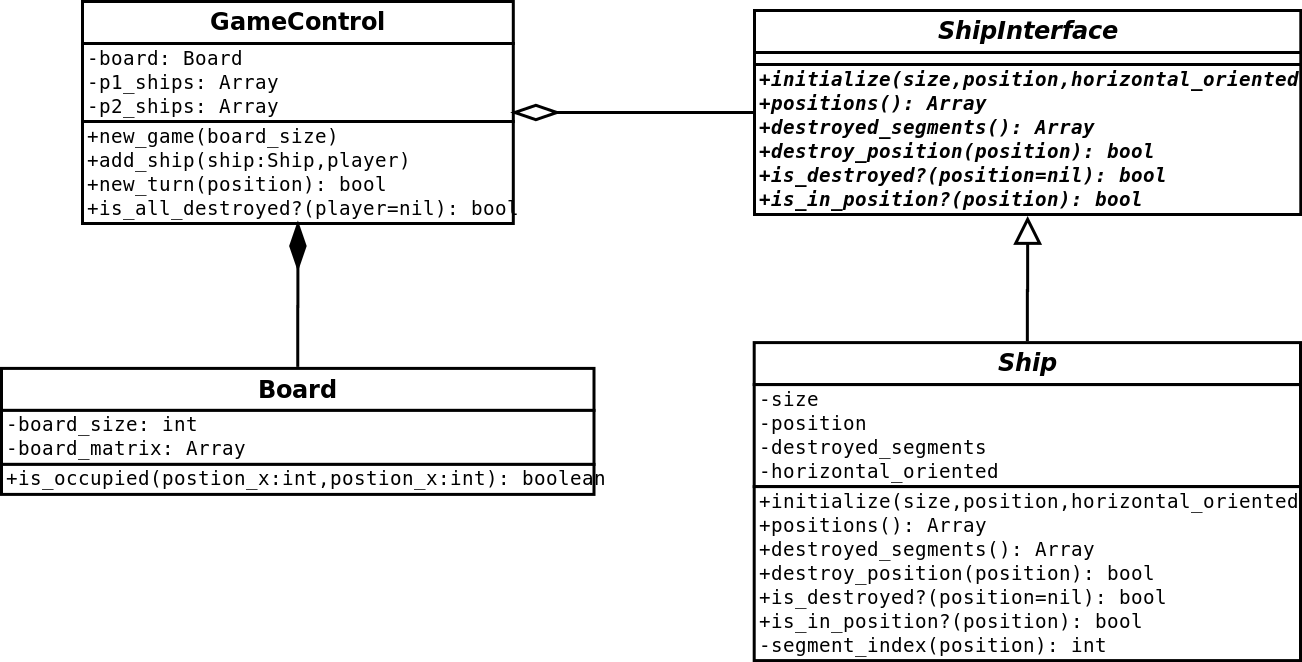 GameControl
-board: Board
-p1_ships: Array
-p2_ships: Array
+new_game(board_size)
+add_ship(ship:Ship,player)
+new_turn(position): bool
+is_all_destroyed?(player=nil): bool
ShipInterface
+initialize(size,position,horizontal_oriented
+positions(): Array
+destroyed_segments(): Array
+destroy_position(position): bool
+is_destroyed?(position=nil): bool
+is_in_position?(position): bool
Board
-board_size: int
-board_matrix: Array
+is_occupied(postion_x:int,postion_x:int): boolean
Ship
-size
-position
-destroyed_segments
-horizontal_oriented
+initialize(size,position,horizontal_oriented
+positions(): Array
+destroyed_segments(): Array
+destroy_position(position): bool
+is_destroyed?(position=nil): bool
+is_in_position?(position): bool
-segment_index(position): int